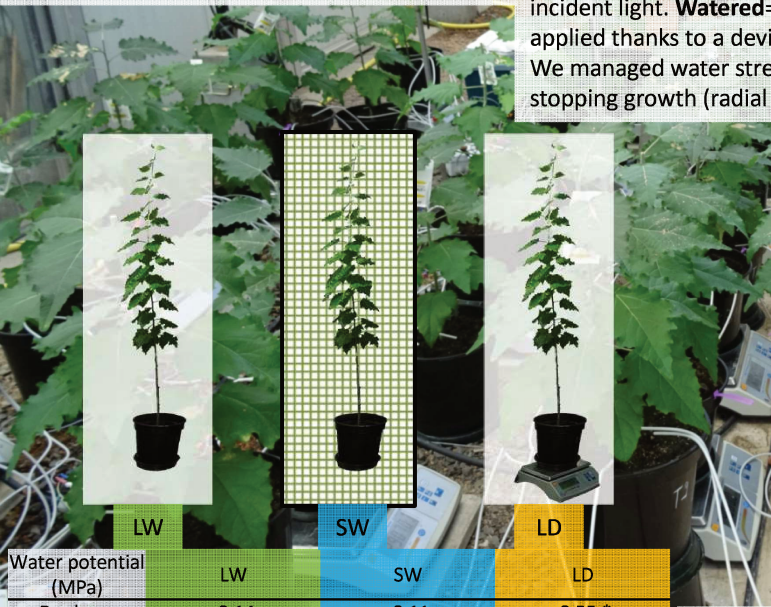 incident light. Watered=
applied thanks to a devi
We managed water stre
stopping growth (radial
LW SW LD
Water potential
(MPa) LW SW LD